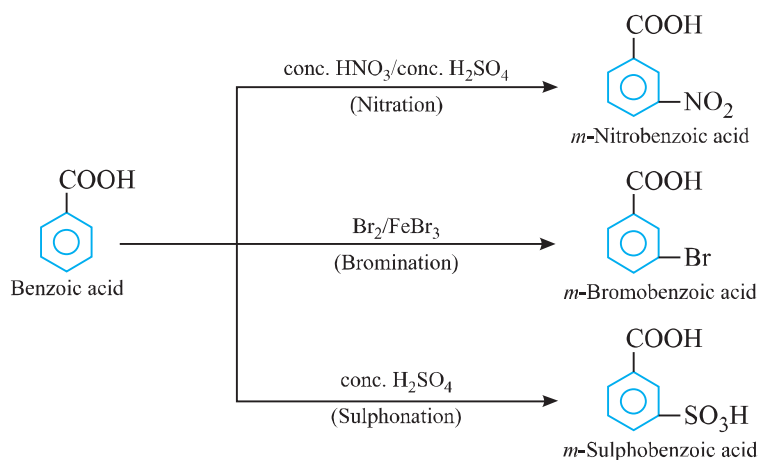 COOH
conc. HNO₃/conc. H₂SO₄
(Nitration)
NO₂
m-Nitrobenzoic acid
COOH
Benzoic acid
COOH
Br₂/FeBr₃
(Bromination)
Br
m-Bromobenzoic acid
COOH
conc. H₂SO₄
(Sulphonation)
SO₃H
m-Sulphobenzoic acid